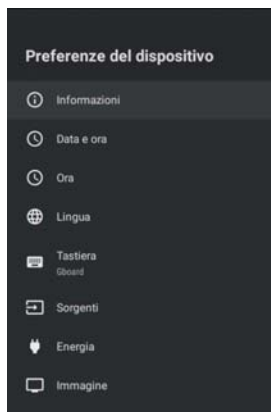 Preferenze del dispositivo
Informazioni
Data e ora
Ora
Lingua
Tastiera
Gboard
Sorgenti
Energia
Immagine